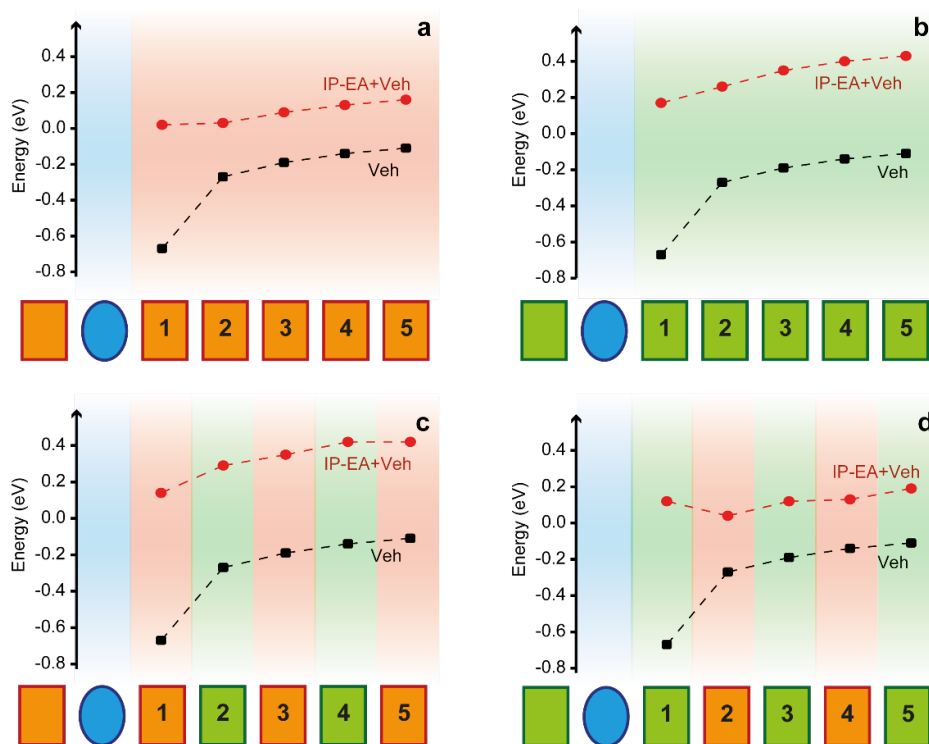 a
Energy (eV)
0.4
0.2
0.0
-0.2
-0.4
-0.6
-0.8
IP-EA+Veh
Veh
1 2 3 4 5
b
Energy (eV)
0.4
0.2
0.0
-0.2
-0.4
-0.6
-0.8
IP-EA+Veh
Veh
1 2 3 4 5
c
Energy (eV)
0.4
0.2
0.0
-0.2
-0.4
-0.6
-0.8
IP-EA+Veh
Veh
1 2 3 4 5
d
Energy (eV)
0.4
0.2
0.0
-0.2
-0.4
-0.6
-0.8
IP-EA+Veh
Veh
1 2 3 4 5